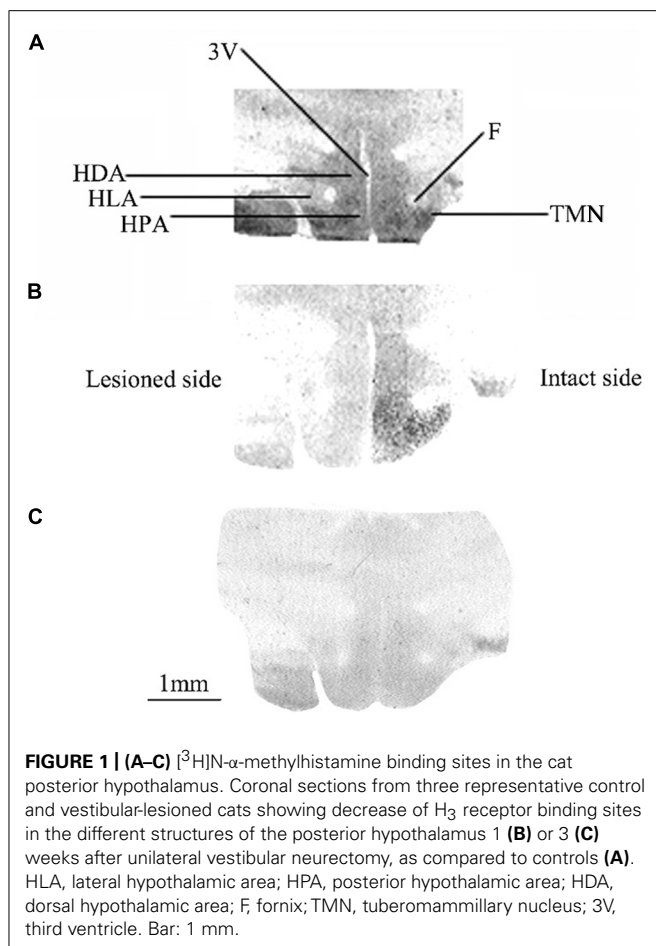 A
3V
F
HDA
HLA
HPA
TMN
B
Lesioned side
Intact side
C
1mm
FIGURE 1 | (A–C) [³H]N-α-methylhistamine binding sites in the cat
posterior hypothalamus. Coronal sections from three representative control
and vestibular-lesioned cats showing decrease of H₃ receptor binding sites
in the different structures of the posterior hypothalamus 1 (B) or 3 (C)
weeks after unilateral vestibular neurectomy, as compared to controls (A).
HLA, lateral hypothalamic area; HPA, posterior hypothalamic area; HDA,
dorsal hypothalamic area; F, fornix; TMN, tuberomammillary nucleus; 3V,
third ventricle. Bar: 1 mm.